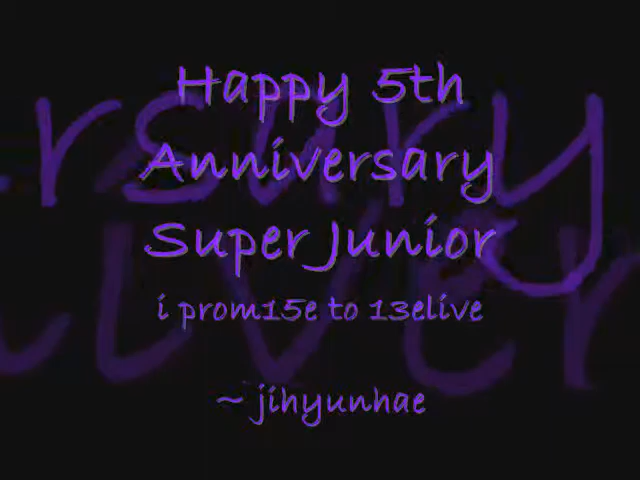 Happy 5th
Anniversary
Super Junior
i prom15e to 13elive
~ jihyunhae